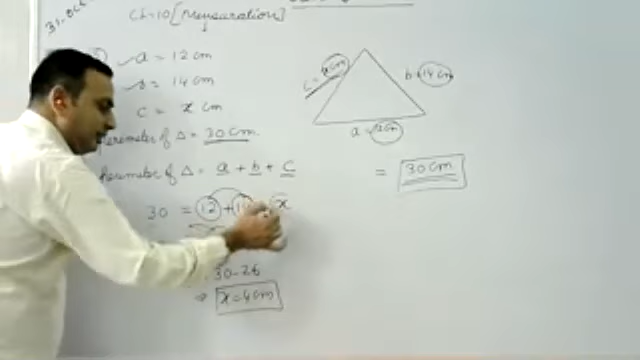 31.Oct
Ch-10 [Mensuration]
a = 12 cm
b = 14 cm
c = x cm
perimeter of Δ = 30 cm.
perimeter of Δ = a + b + c
30 = 12 + 14 + x
30-26
⇒ x = 4 cm
c = x cm
b = 14 cm
a = 12 cm
= 30 cm